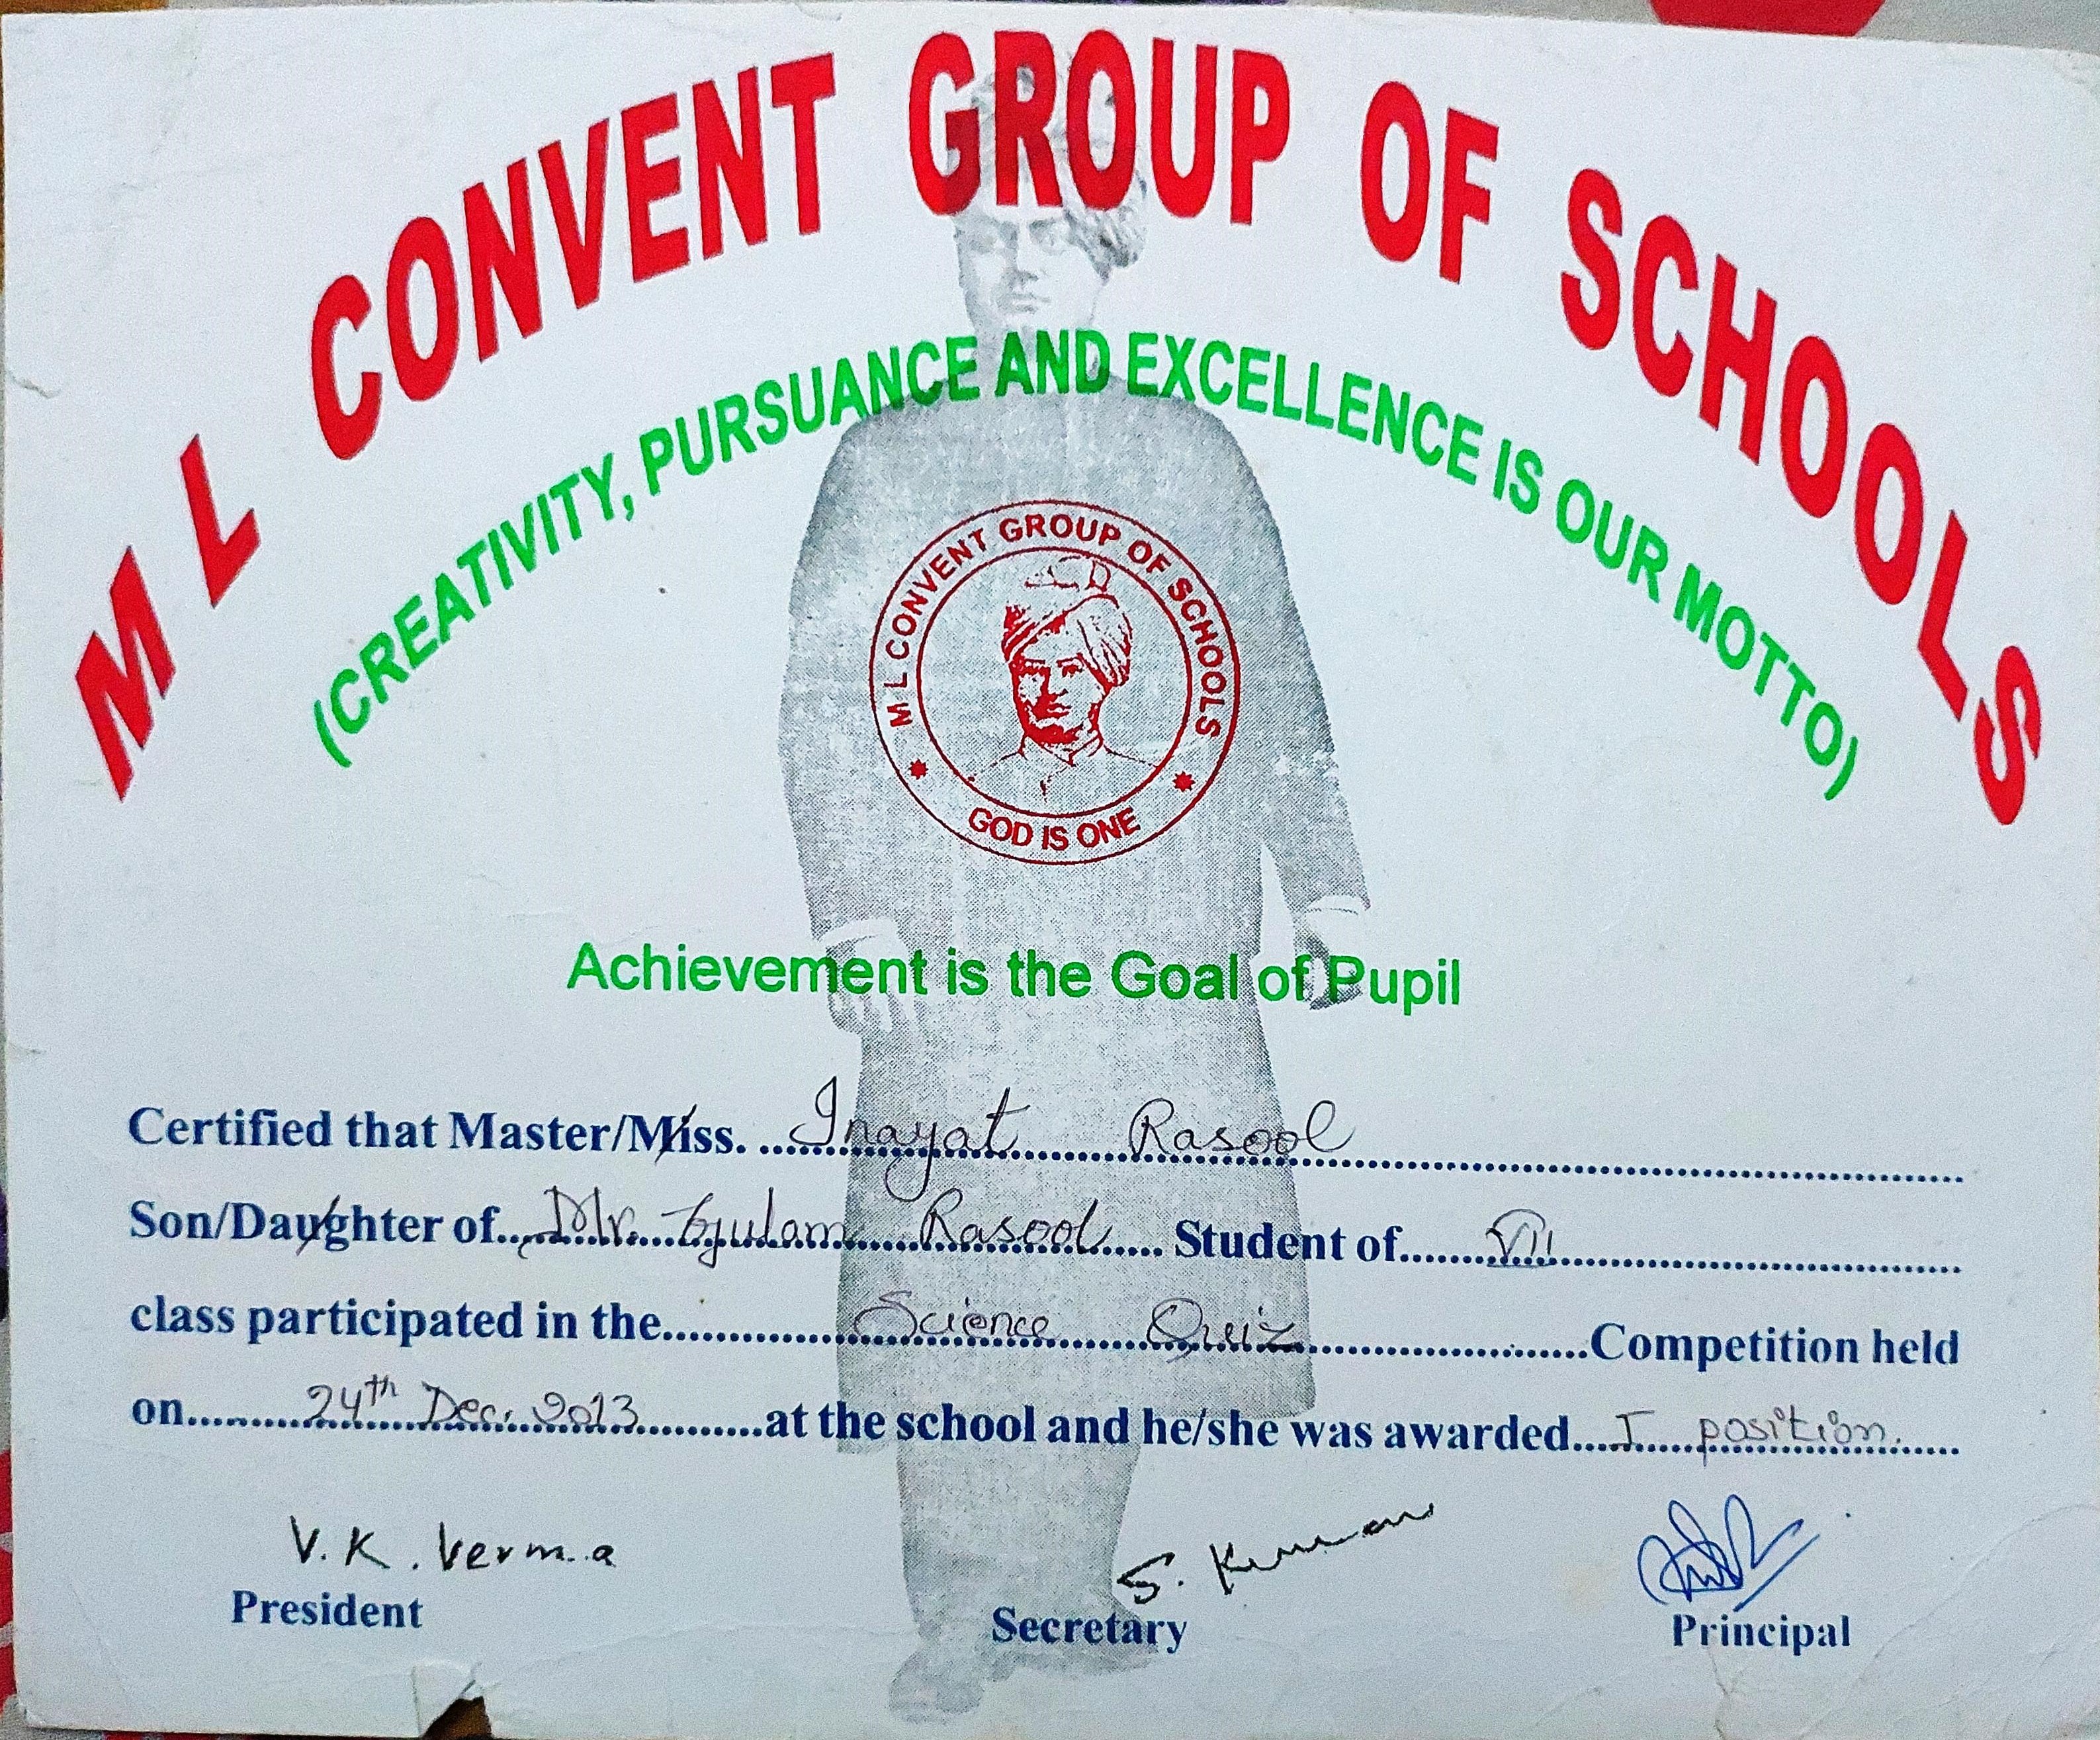 M L CONVENT GROUP OF SCHOOLS
(CREATIVITY, PURSUANCE AND EXCELLENCE IS OUR MOTTO)
M L CONVENT GROUP OF SCHOOLS
GOD IS ONE
Achievement is the Goal of Pupil
Certified that Master/Miss. Inayat Rasool
Son/Daughter of Mr. Gulam Rasool Student of VII
class participated in the Science Quiz Competition held
on 24th Dec. 2013 at the school and he/she was awarded I position.
V. K. Verma S. Kumar
President Secretary Principal